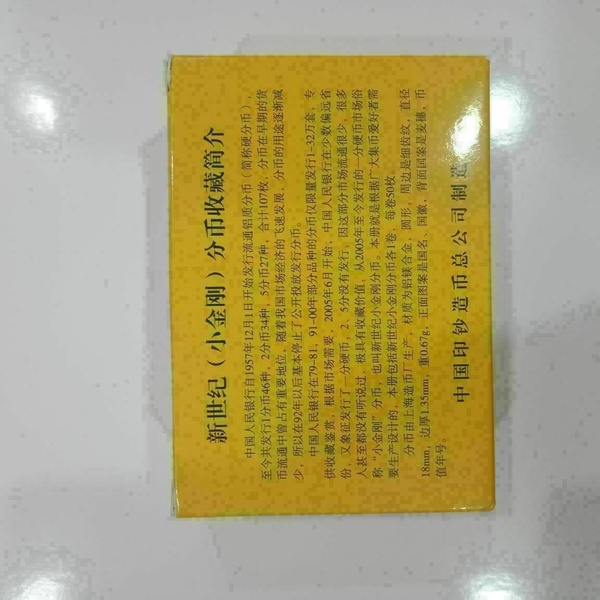 新世纪（小金刚）分币收藏简介
中国人民银行自1957年12月1日开始发行流通铝质分币（简称硬分币），
至今共发行1分币46种，2分币34种，5分币27种，合计107枚，分币在早期的货
币流通中曾占有重要地位，随着我国市场经济的飞速发展，分币的用途逐渐减
少，所以在92年以后基本停止了公开投放发行分币。
中国人民银行在79-81，91-00年部分品种的分币仅限量发行1-32万套，专
供收藏鉴赏，根据市场需要，2005年6月开始，中国人民银行在少数偏远省
份，又象征发行了一分硬币，2、5分没有发行，因这部分市场流通很少，很多
人甚至都没有听说过，极具有收藏价值，从2005年至今发行的一分硬币市场俗
称“小金刚”分币，也叫新世纪小金刚分币。本册就是根据广大集币爱好者需
要生产设计的，本册包括新世纪小金刚分币各1卷，每卷50枚
分币由上海造币厂生产，材质为铝镁合金，圆形，周边是细齿纹，直径
18mm，边厚1.35mm，重0.67g，正面图案是国名、国徽，背面图案是麦穗，币
值年号
中国印钞造币总公司制造